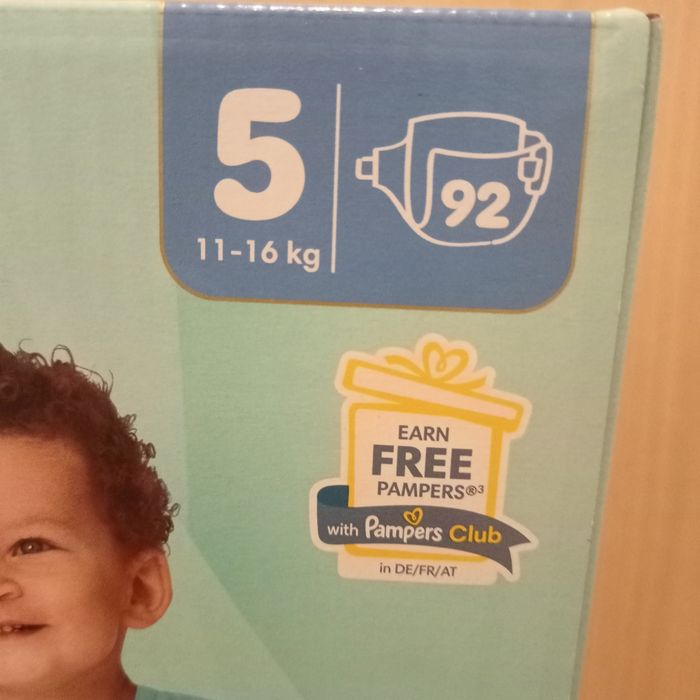 5
11-16 kg
92
EARN
FREE
PAMPERS®³
with Pampers Club
in DE/FR/AT